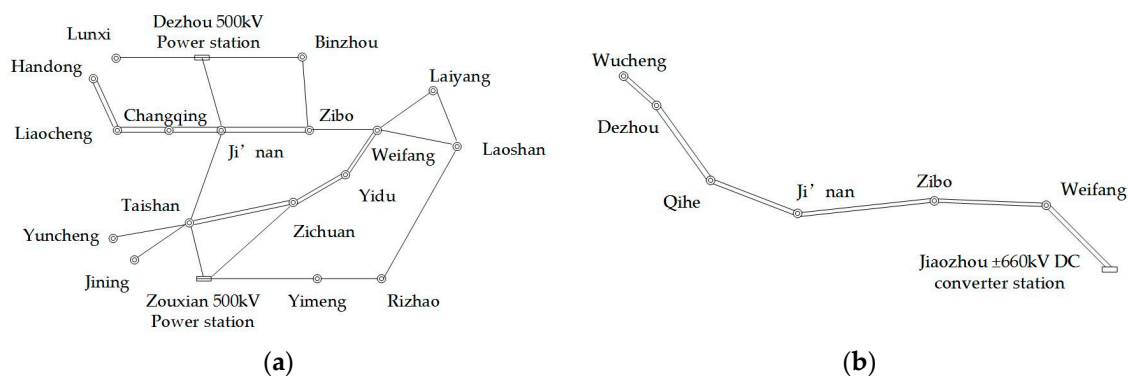 Lunxi
Dezhou 500kV
Power station
Binzhou
Handong
Laiyang
Liaocheng
Changqing
Ji’ nan
Zibo
Weifang
Laoshan
Yidu
Taishan
Zichuan
Yuncheng
Jining
Zouxian 500kV
Power station
Yimeng
Rizhao
(a)
Wucheng
Dezhou
Qihe
Ji’ nan
Zibo
Weifang
Jiaozhou ±660kV DC
converter station
(b)